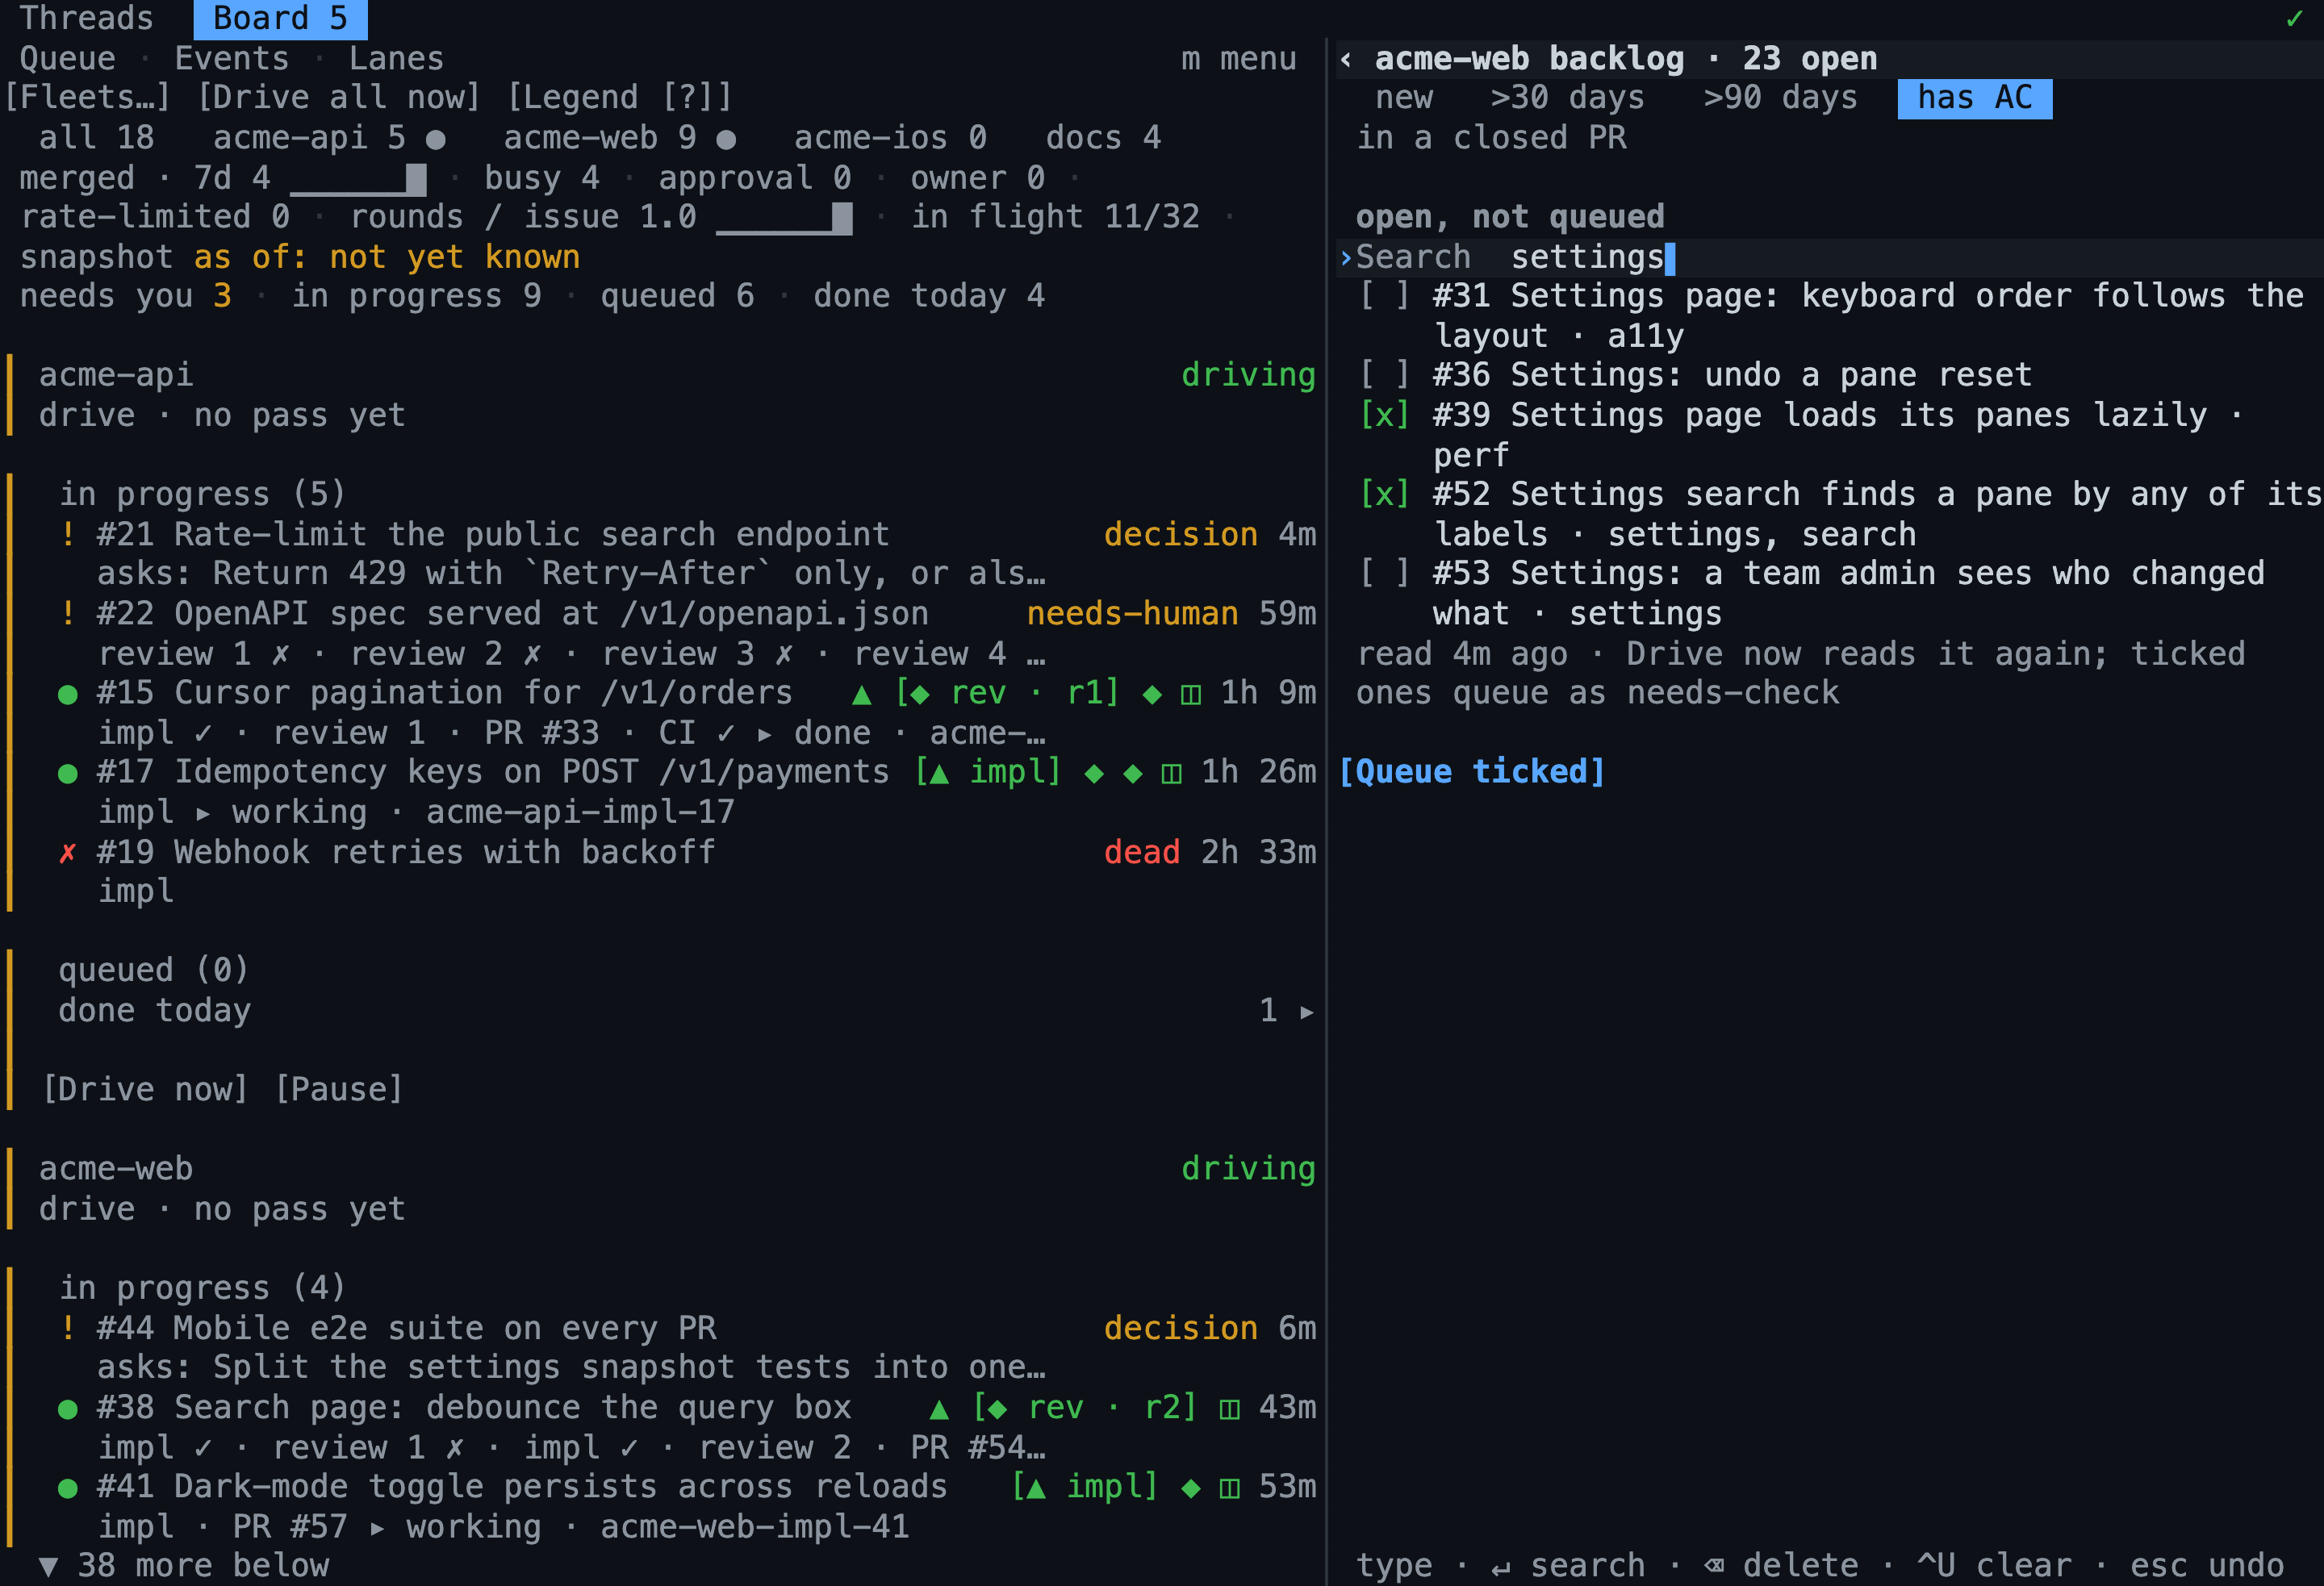 Threads Board 5 ✓
Queue · Events · Lanes m menu
[Fleets…] [Drive all now] [Legend [?]]
all 18 acme-api 5 ● acme-web 9 ● acme-ios 0 docs 4
merged · 7d 4 ▁▁▁▁▁▁█ · busy 4 · approval 0 · owner 0 ·
rate-limited 0 · rounds / issue 1.0 ▁▁▁▁▁▁█ · in flight 11/32 ·
snapshot as of: not yet known
needs you 3 · in progress 9 · queued 6 · done today 4
acme-api driving
drive · no pass yet
in progress (5)
! #21 Rate-limit the public search endpoint decision 4m
asks: Return 429 with `Retry-After` only, or als…
! #22 OpenAPI spec served at /v1/openapi.json needs-human 59m
review 1 ✗ · review 2 ✗ · review 3 ✗ · review 4 …
● #15 Cursor pagination for /v1/orders ▲ [◆ rev · r1] ◆ ◫ 1h 9m
impl ✓ · review 1 · PR #33 · CI ✓ ▸ done · acme-…
● #17 Idempotency keys on POST /v1/payments [▲ impl] ◆ ◆ ◫ 1h 26m
impl ▸ working · acme-api-impl-17
✗ #19 Webhook retries with backoff dead 2h 33m
impl
queued (0)
done today 1 ▸
[Drive now] [Pause]
acme-web driving
drive · no pass yet
in progress (4)
! #44 Mobile e2e suite on every PR decision 6m
asks: Split the settings snapshot tests into one…
● #38 Search page: debounce the query box ▲ [◆ rev · r2] ◫ 43m
impl ✓ · review 1 ✗ · impl ✓ · review 2 · PR #54…
● #41 Dark-mode toggle persists across reloads [▲ impl] ◆ ◫ 53m
impl · PR #57 ▸ working · acme-web-impl-41
▼ 38 more below
‹ acme-web backlog · 23 open
new >30 days >90 days has AC
in a closed PR
open, not queued
›Search settings
[ ] #31 Settings page: keyboard order follows the
layout · a11y
[ ] #36 Settings: undo a pane reset
[x] #39 Settings page loads its panes lazily ·
perf
[x] #52 Settings search finds a pane by any of its
labels · settings, search
[ ] #53 Settings: a team admin sees who changed
what · settings
read 4m ago · Drive now reads it again; ticked
ones queue as needs-check
[Queue ticked]
type · ↵ search · ⌫ delete · ^U clear · esc undo